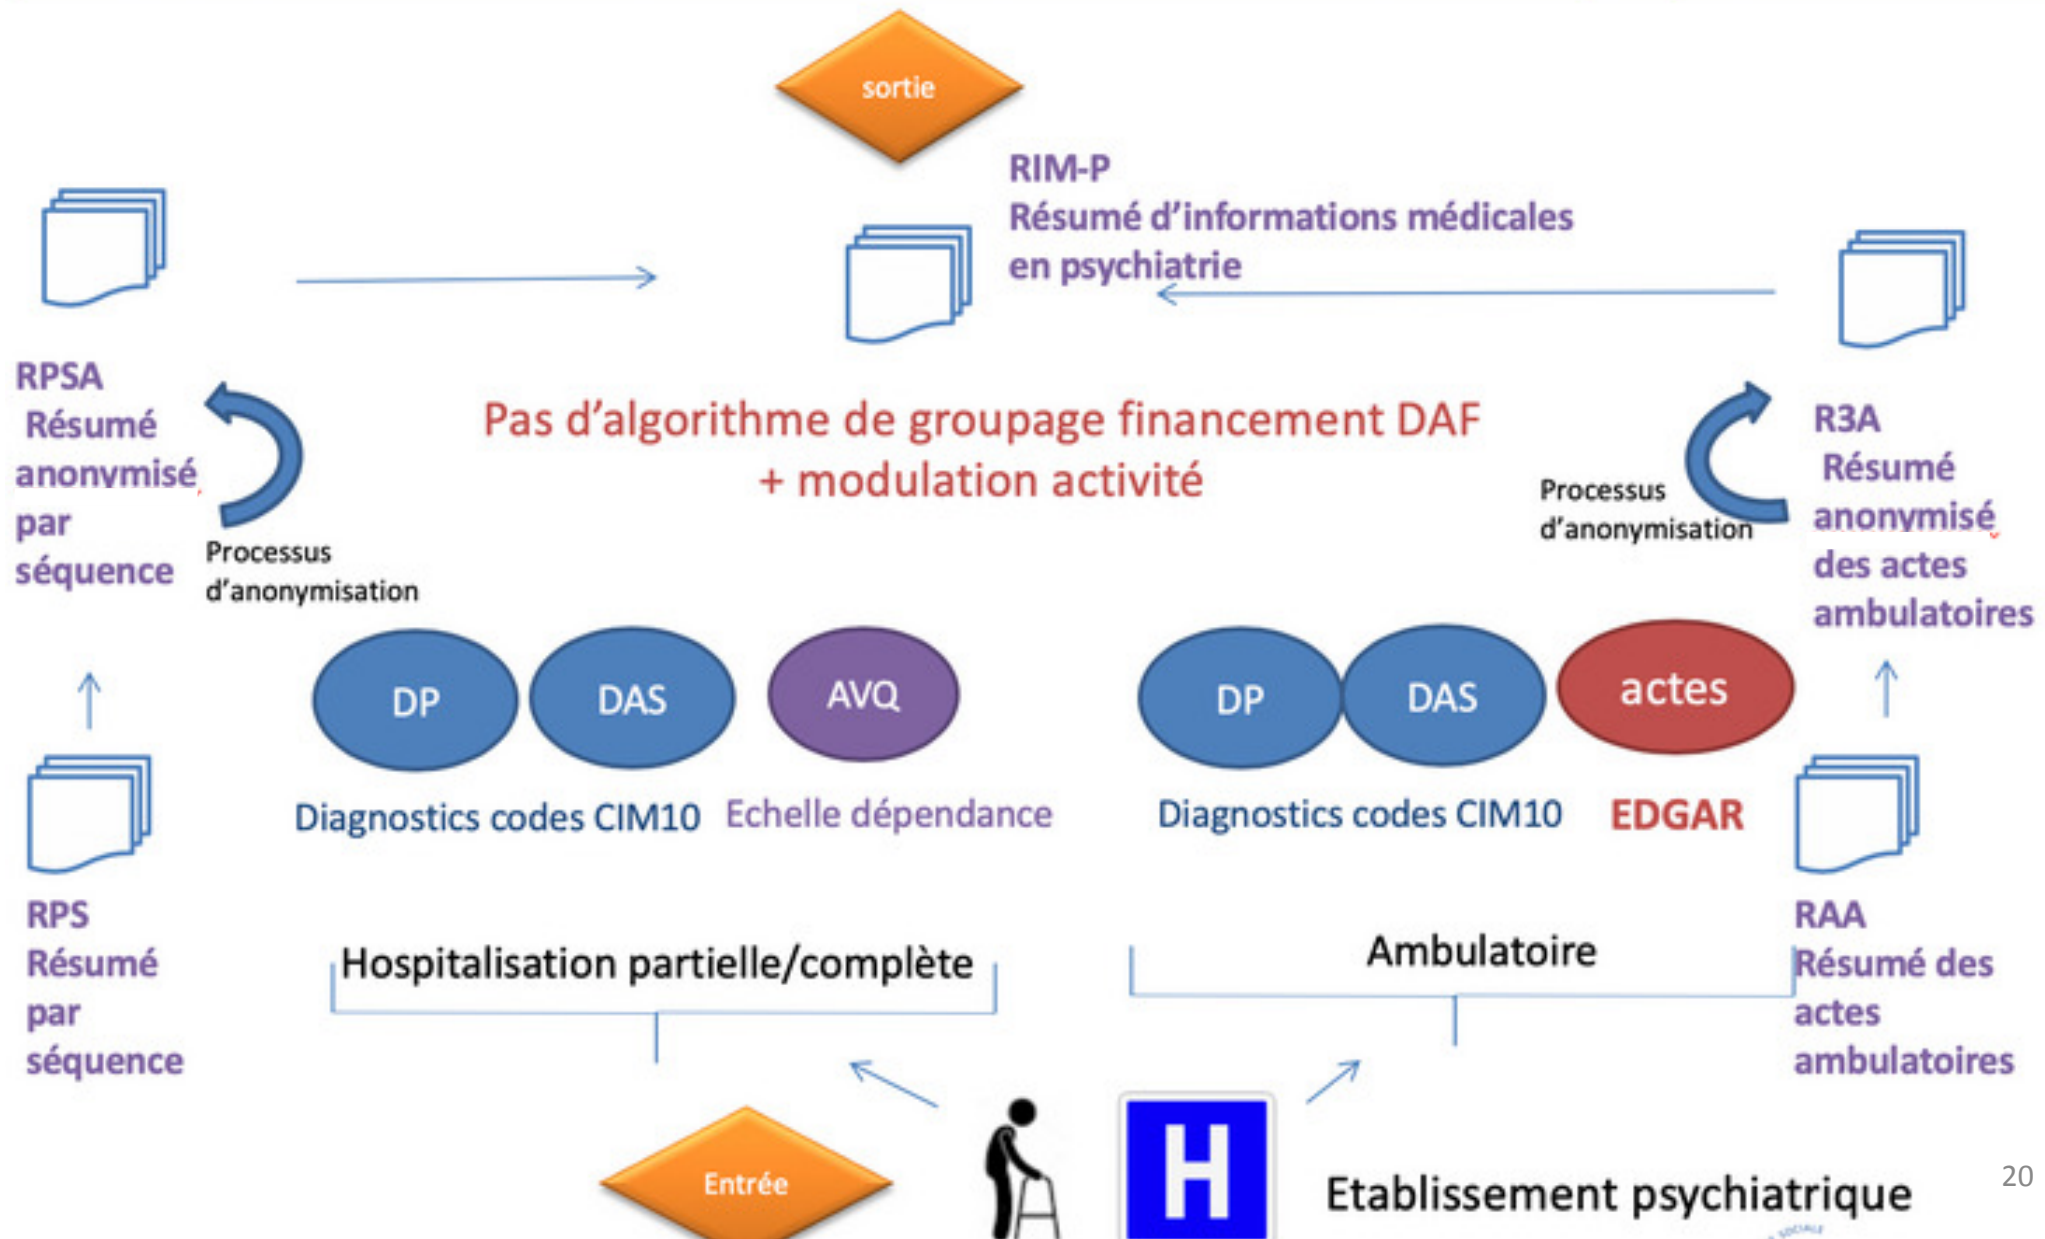 sortie
RIM-P
Résumé d’informations médicales
en psychiatrie
RPSA
Résumé
anonymisé
par
séquence
Processus
d’anonymisation
Pas d’algorithme de groupage financement DAF
+ modulation activité
Processus
d’anonymisation
R3A
Résumé
anonymisé
des actes
ambulatoires
DP
DAS
AVQ
DP
DAS
actes
Diagnostics codes CIM10
Echelle dépendance
Diagnostics codes CIM10
EDGAR
RPS
Résumé
par
séquence
Hospitalisation partielle/complète
Ambulatoire
RAA
Résumé des
actes
ambulatoires
Entrée
H
Etablissement psychiatrique
20
SOCIALE